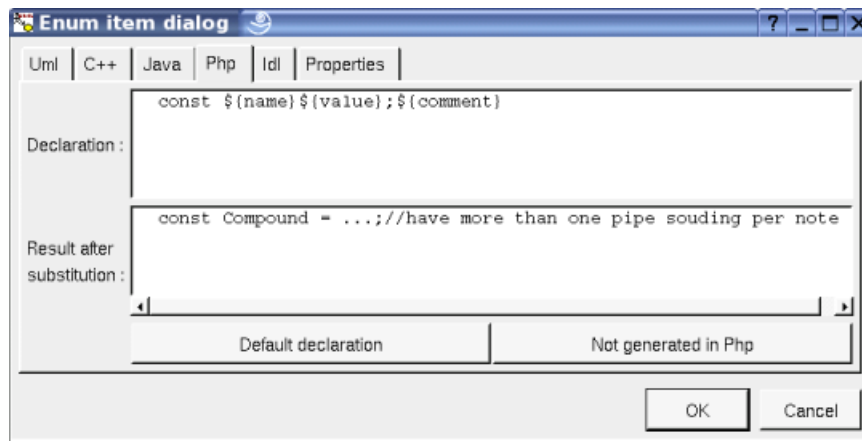 Enum item dialog
?
Uml C++ Java Php Idl Properties
Declaration :
const ${name}${value};${comment}
Result after
substitution :
const Compound = ...;//have more than one pipe souding per note
Default declaration Not generated in Php
OK Cancel